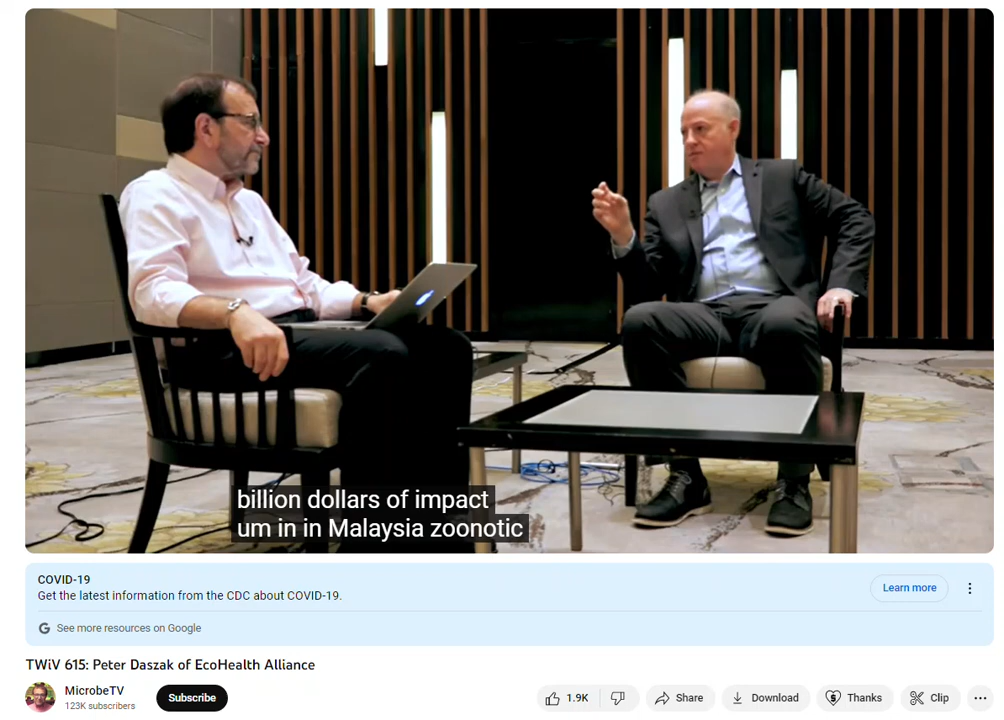 billion dollars of impact
um in in Malaysia zoonotic
COVID-19
Get the latest information from the CDC about COVID-19.
Learn more
See more resources on Google
TWiV 615: Peter Daszak of EcoHealth Alliance
MicrobeTV
123K subscribers
Subscribe
1.9K
Share
Download
Thanks
Clip